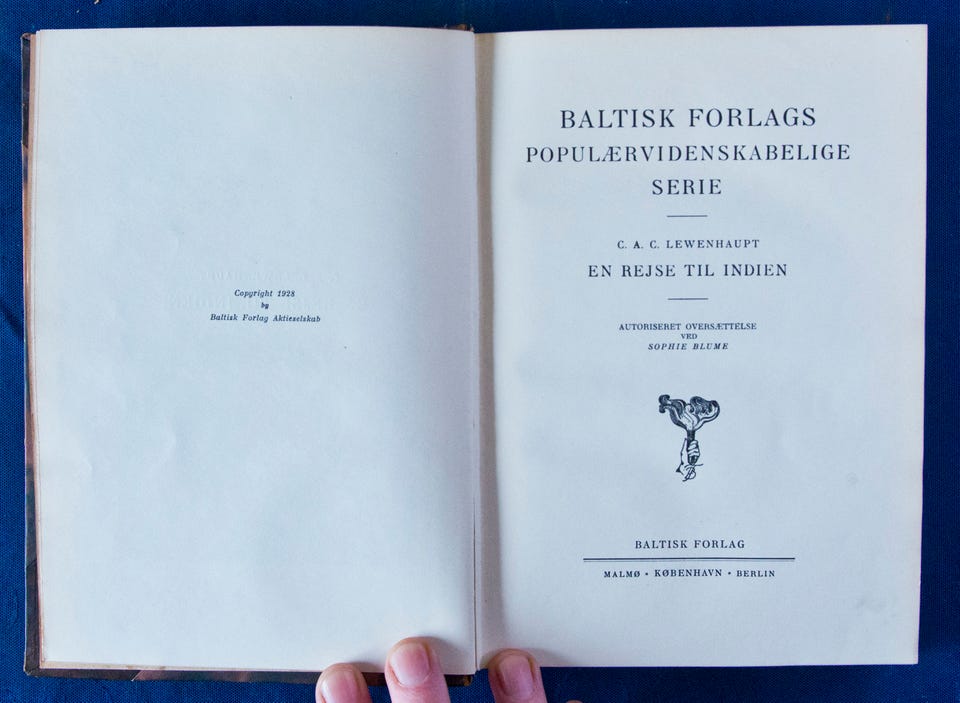 Copyright 1928
by
Baltisk Forlag Aktieselskab
BALTISK FORLAGS
POPULÆRVIDENSKABELIGE
SERIE
C. A. C. LEWENHAUPT
EN REJSE TIL INDIEN
AUTORISERET OVERSÆTTELSE
VED
SOPHIE BLUME
BALTISK FORLAG
MALMØ • KØBENHAVN • BERLIN